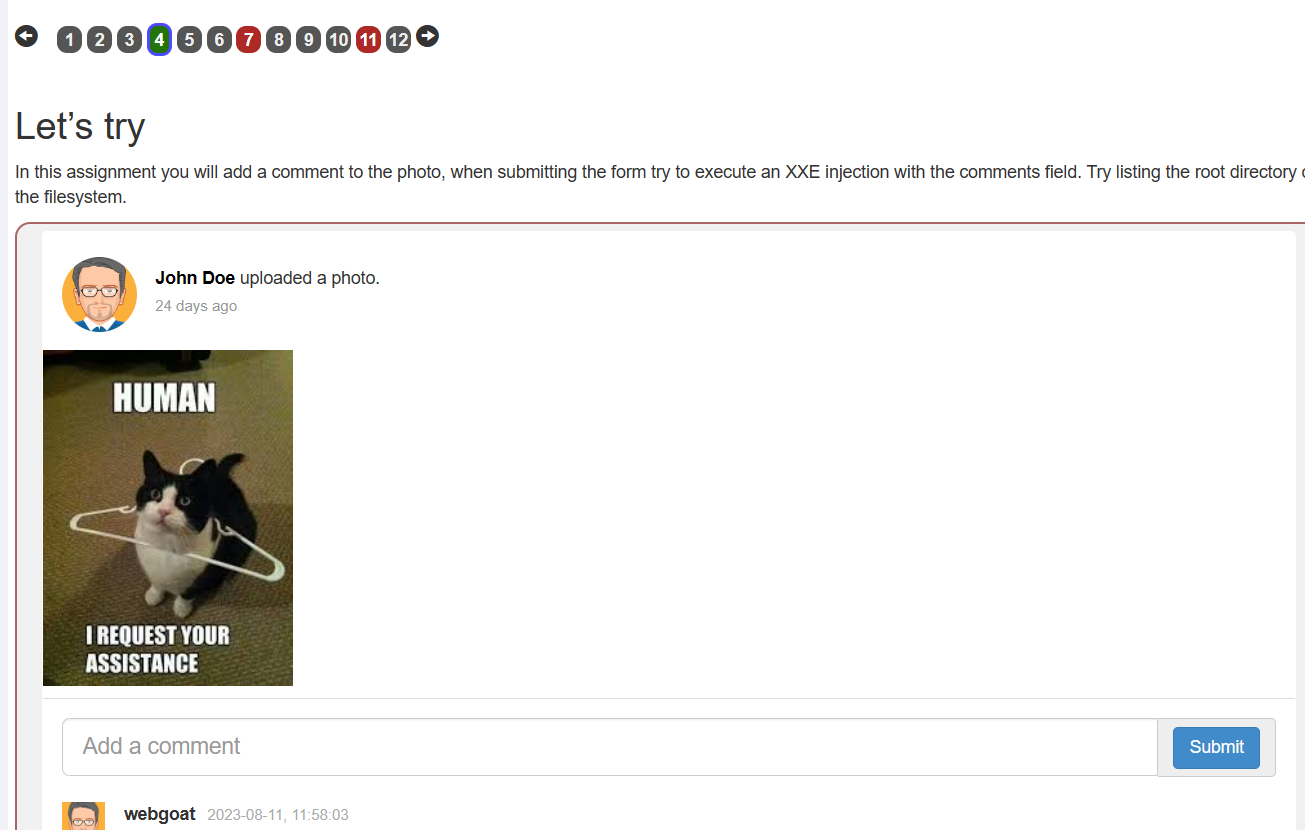 1 2 3 4 5 6 7 8 9 10 11 12
Let’s try
In this assignment you will add a comment to the photo, when submitting the form try to execute an XXE injection with the comments field. Try listing the root directory
the filesystem.
John Doe uploaded a photo.
24 days ago
HUMAN
I REQUEST YOUR
ASSISTANCE
Add a comment
Submit
webgoat 2023-08-11, 11:58:03